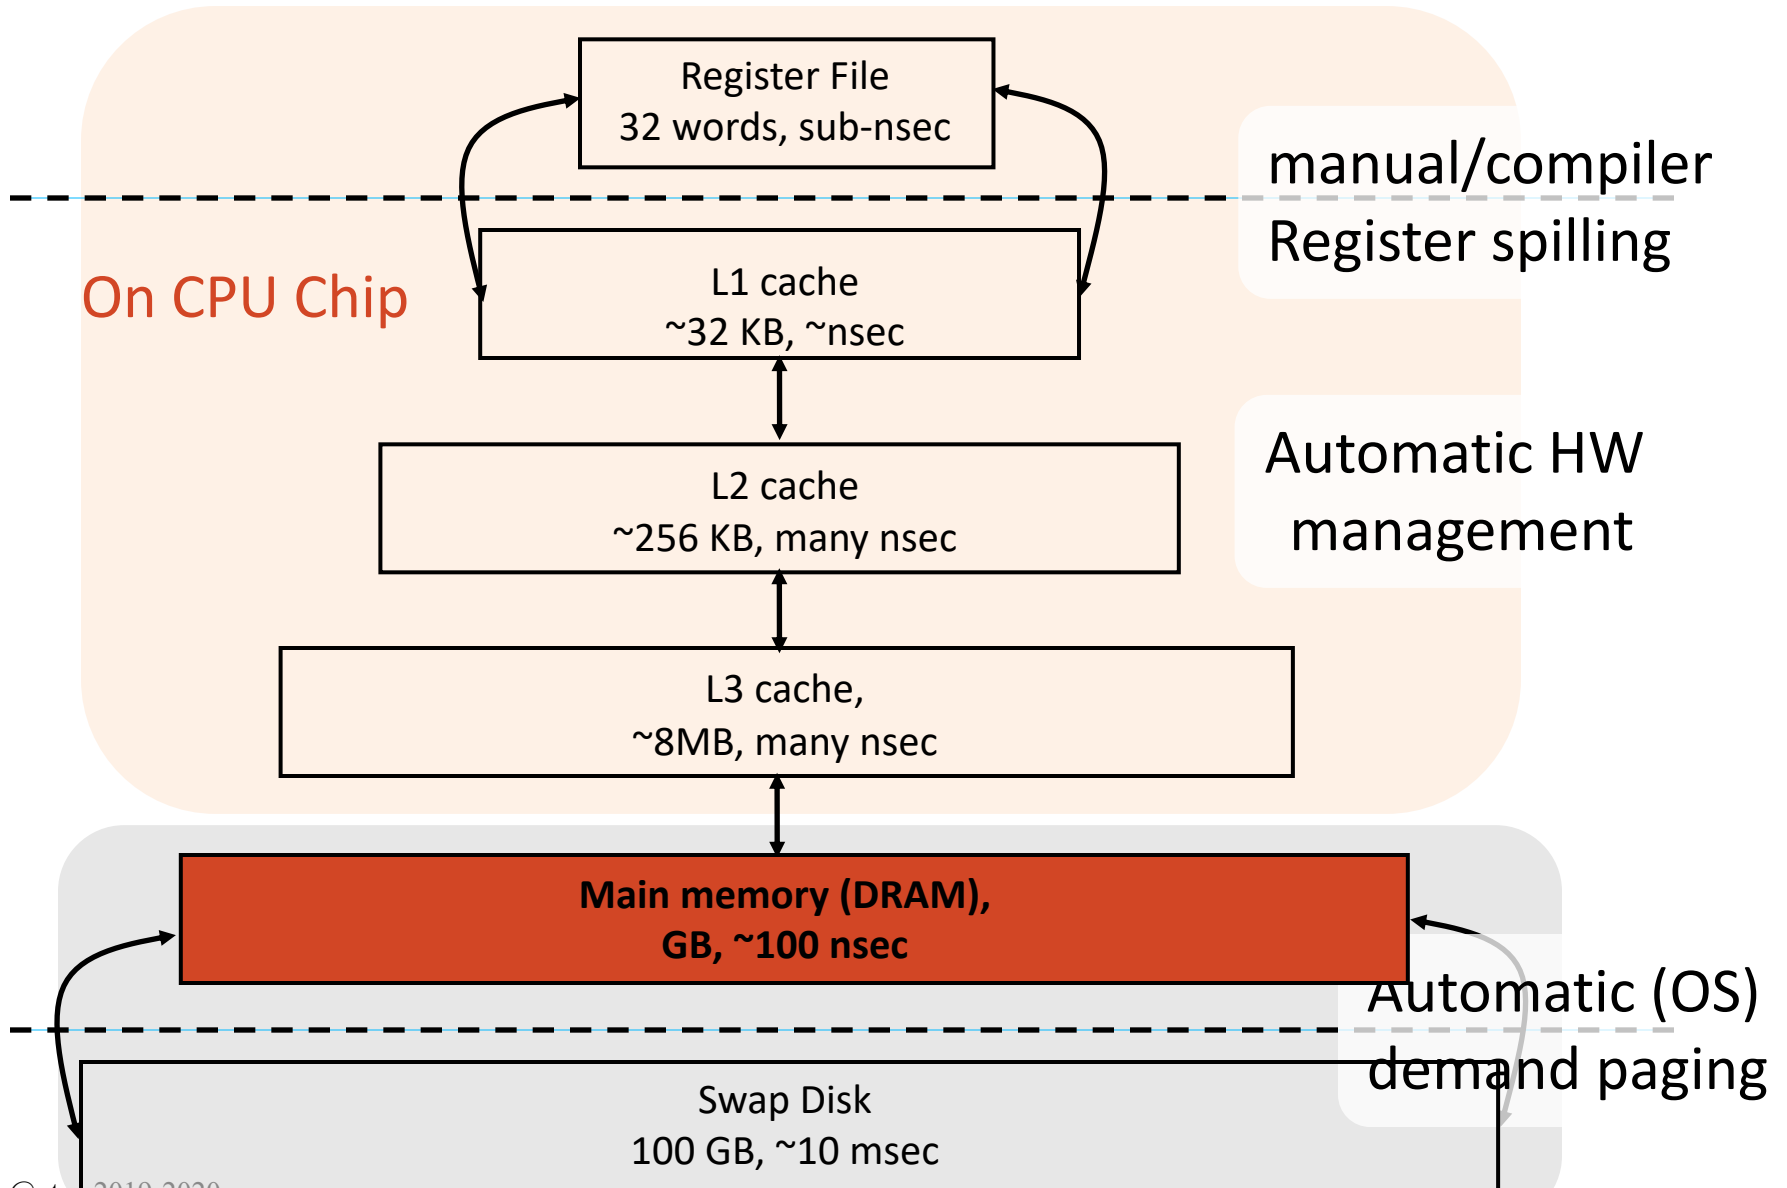 Register File
32 words, sub-nsec
manual/compiler
Register spilling
On CPU Chip
L1 cache
~32 KB, ~nsec
Automatic HW
management
L2 cache
~256 KB, many nsec
L3 cache,
~8MB, many nsec
Main memory (DRAM),
GB, ~100 nsec
Automatic (OS)
demand paging
Swap Disk
100 GB, ~10 msec
2019-2020